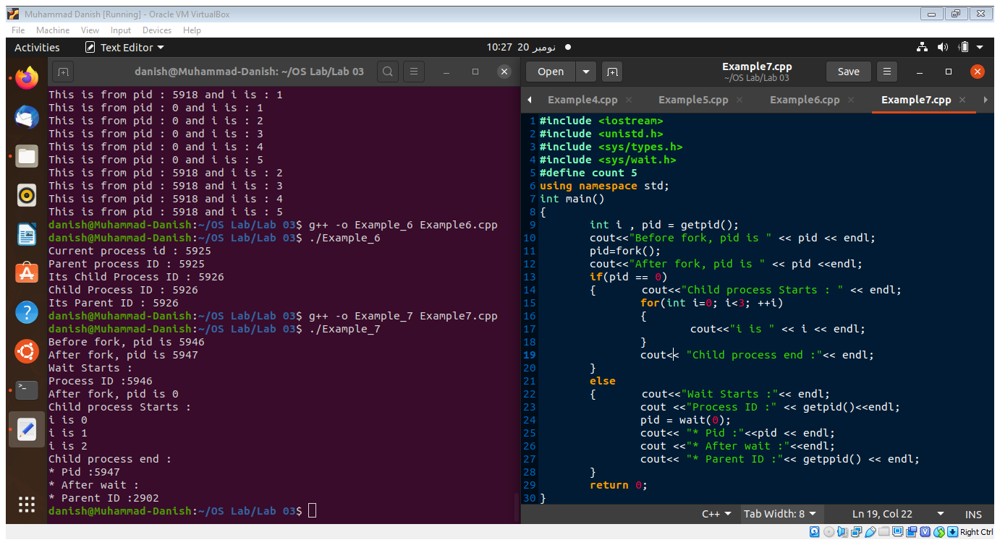 Muhammad Danish [Running] - Oracle VM VirtualBox
File Machine View Input Devices Help
Activities Text Editor 10:27 20 نومبر
danish@Muhammad-Danish: ~/OS Lab/Lab 03
This is from pid : 5918 and i is : 1
This is from pid : 0 and i is : 1
This is from pid : 0 and i is : 2
This is from pid : 0 and i is : 3
This is from pid : 0 and i is : 4
This is from pid : 0 and i is : 5
This is from pid : 5918 and i is : 2
This is from pid : 5918 and i is : 3
This is from pid : 5918 and i is : 4
This is from pid : 5918 and i is : 5
danish@Muhammad-Danish:~/OS Lab/Lab 03$ g++ -o Example_6 Example6.cpp
danish@Muhammad-Danish:~/OS Lab/Lab 03$ ./Example_6
Current process id : 5925
Parent process ID : 5925
Its Child Process ID : 5926
Child Process ID : 5926
Its Parent ID : 5926
danish@Muhammad-Danish:~/OS Lab/Lab 03$ g++ -o Example_7 Example7.cpp
danish@Muhammad-Danish:~/OS Lab/Lab 03$ ./Example_7
Before fork, pid is 5946
After fork, pid is 5947
Wait Starts :
Process ID :5946
After fork, pid is 0
Child process Starts :
i is 0
i is 1
i is 2
Child process end :
* Pid :5947
* After wait :
* Parent ID :2902
danish@Muhammad-Danish:~/OS Lab/Lab 03$
Open Example7.cpp Save
~/OS Lab/Lab 03
Example4.cpp Example5.cpp Example6.cpp Example7.cpp
1 #include <iostream>
2 #include <unistd.h>
3 #include <sys/types.h>
4 #include <sys/wait.h>
5 #define count 5
6 using namespace std;
7 int main()
8 {
9 int i , pid = getpid();
10 cout<<"Before fork, pid is " << pid << endl;
11 pid=fork();
12 cout<<"After fork, pid is " << pid <<endl;
13 if(pid == 0)
14 { cout<<"Child process Starts : " << endl;
15 for(int i=0; i<3; ++i)
16 {
17 cout<<"i is " << i << endl;
18 }
19 cout<< "Child process end :"<< endl;
20 }
21 else
22 { cout<<"Wait Starts :"<< endl;
23 cout <<"Process ID :" << getpid()<<endl;
24 pid = wait(0);
25 cout<< "* Pid :"<<pid << endl;
26 cout <<"* After wait :"<<endl;
27 cout<< "* Parent ID :"<< getppid() << endl;
28 }
29 return 0;
30 }
C++ Tab Width: 8 Ln 19, Col 22 INS
Right Ctrl